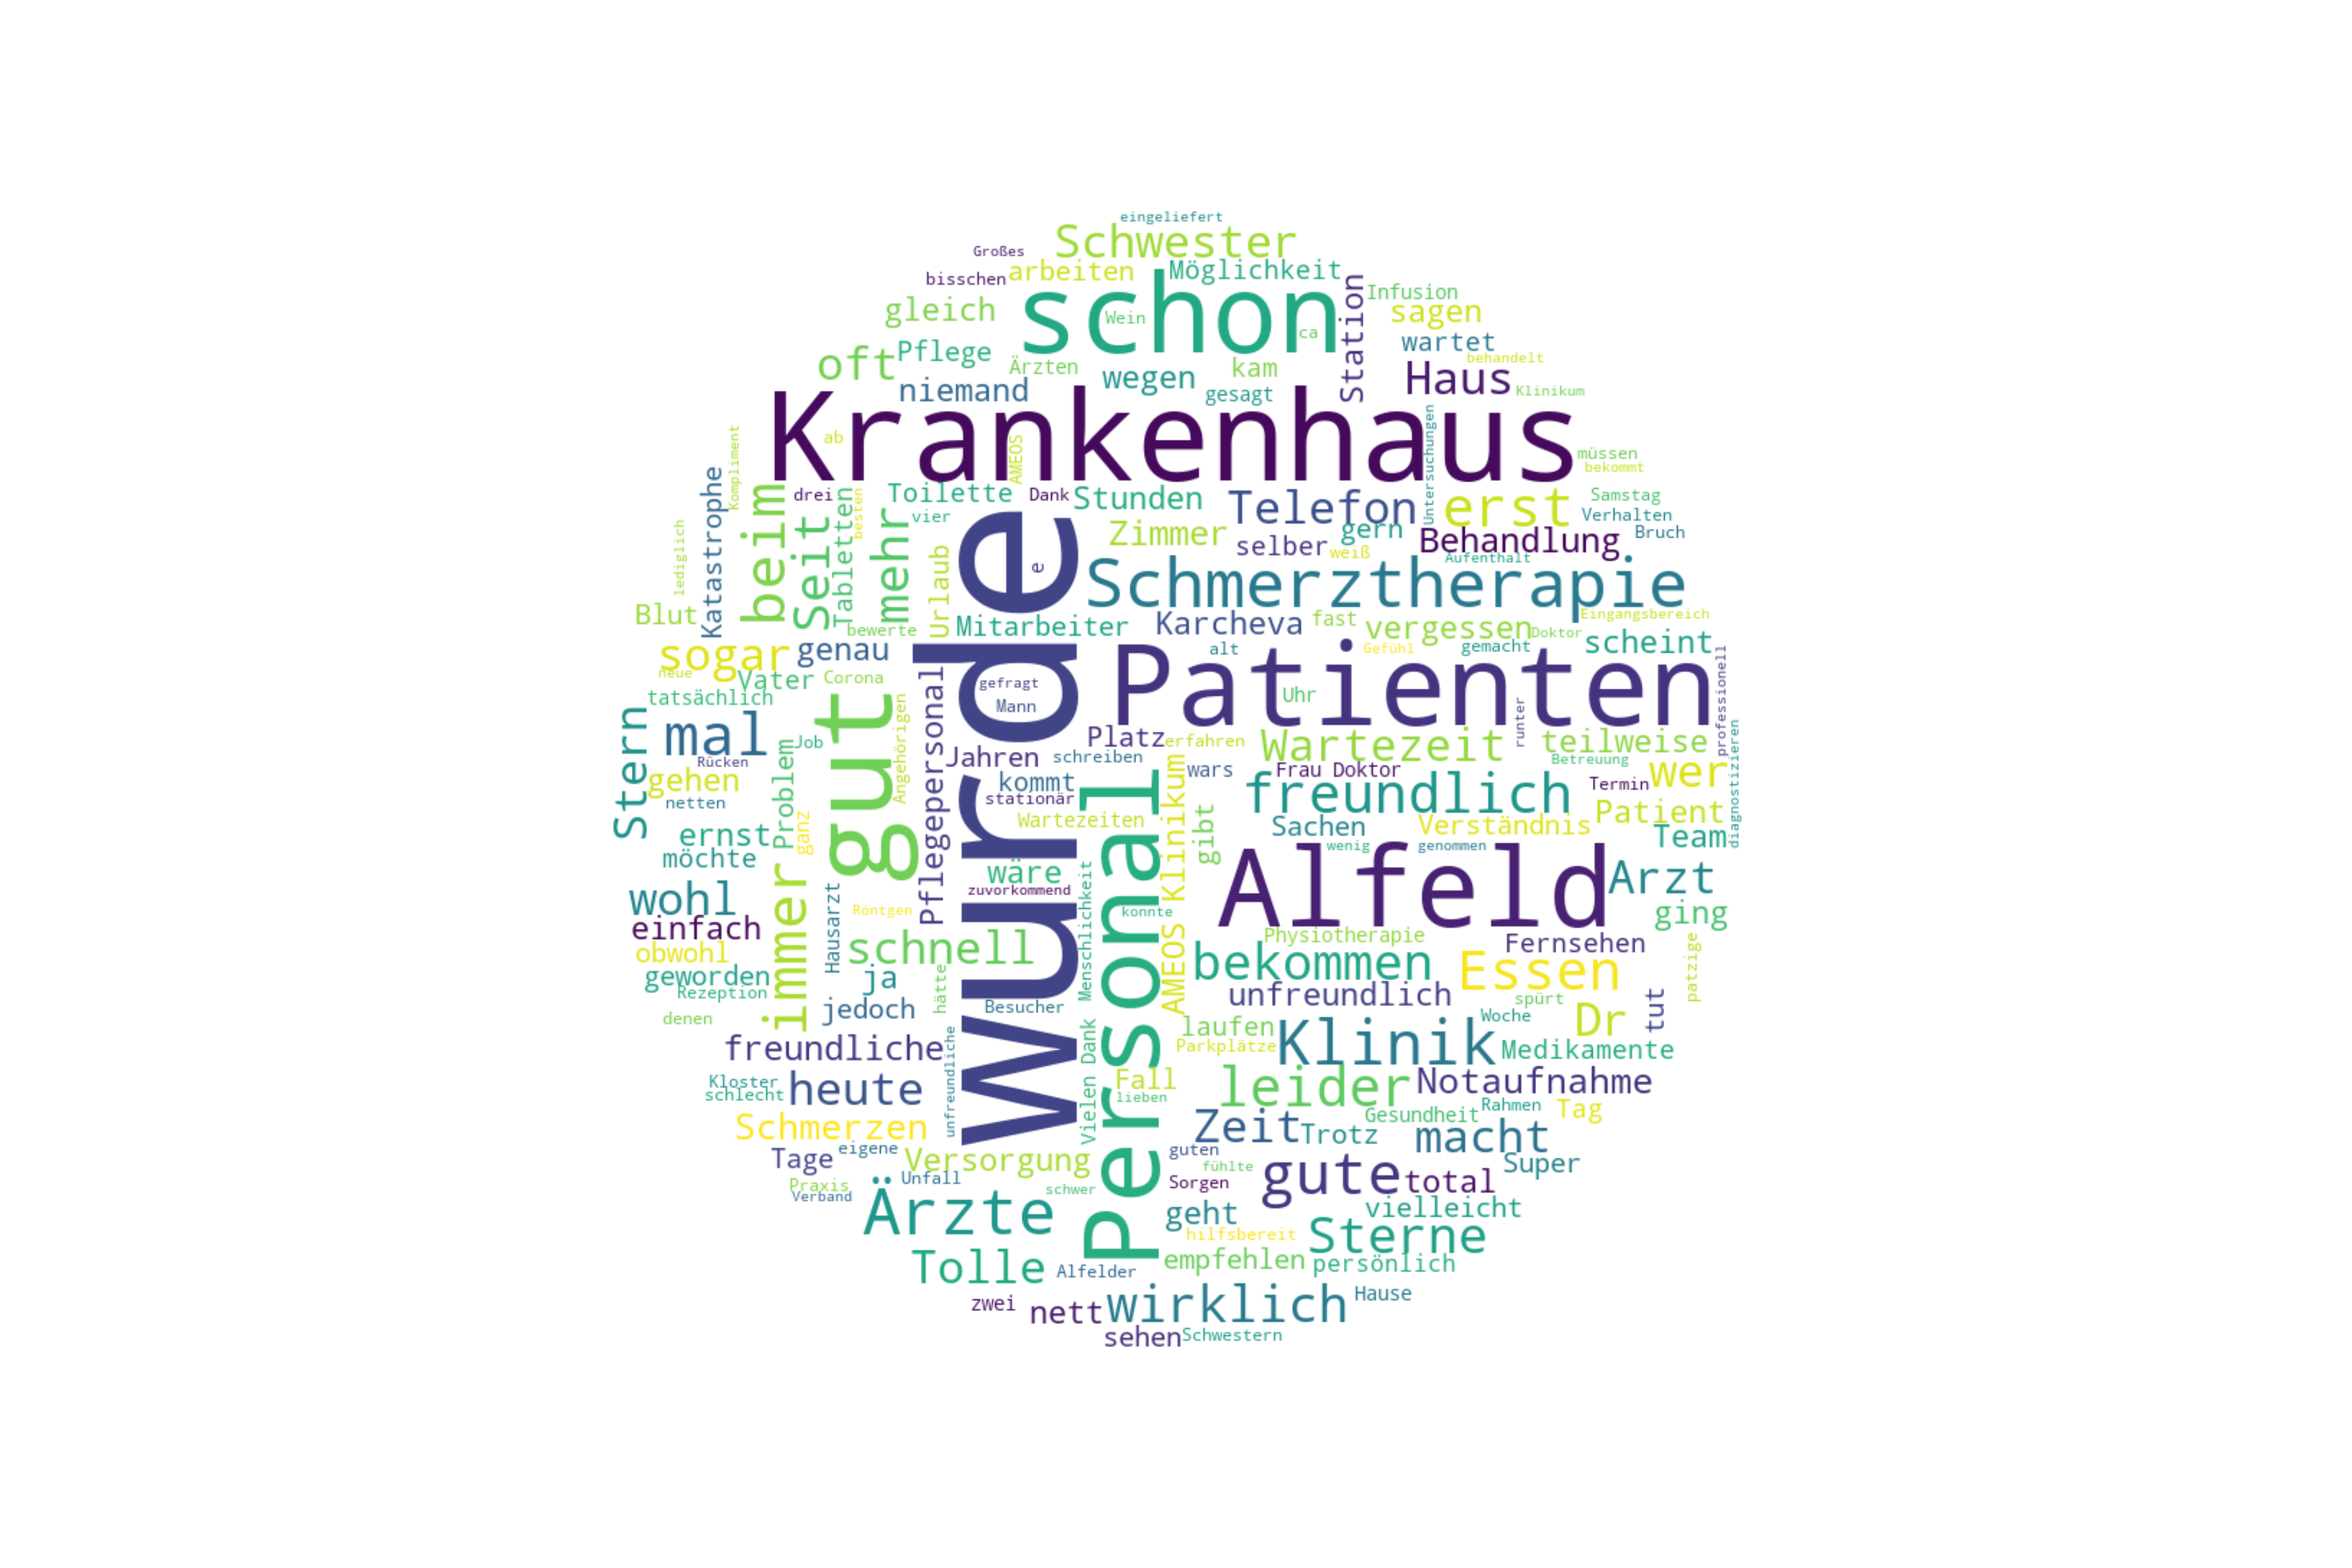 eingeliefert
Schwester
Großes
bisschen
arbeiten
Möglichkeit
schon
Wein
ca
Station
Infusion
sagen
gleich
oft
Pflege
Ärzten
wegen
kam
gesagt
wartet
behandelt
Haus
Klinikum
niemand
Krankenhaus
ab
AMEOS
Untersuchungen
müssen
bekommt
Kompliment
Katastrophe
lediglich
beim
drei
Seit
Tabletten
besten
Toilette
vier
mehr
Dank
Stunden
Telefon
erst
Samstag
Verhalten
Bruch
Zimmer
gern
selber
weiß
Behandlung
Aufenthalt
Urlaub
wurde
e
Schmerztherapie
Blut
bewerte
Mitarbeiter
Karcheva
fast
vergessen
Doktor
Eingangsbereich
scheint
sogar
genau
neue
Vater
Corona
tatsächlich
gut
Angehörigen
Pflegepersonal
gefragt
Mann
alt
Gefühl
gemacht
Patienten
Uhr
runter
professionell
diagnostizieren
Stern
mal
Job
Rücken
gehen
netten
Problem
ganz
Jahren
Platz
erfahren
schreiben
kommt
stationär
wars
Wartezeit
teilweise
Betreuung
Frau Doktor
wer
Termin
freundlich
Patient
Wartezeiten
Personal
AMEOS Klinikum
gibt
Sachen
Verständnis
Team
ernst
möchte
wenig
genommen
wäre
zuvorkommend
Menschlichkeit
Alfeld
Arzt
wohl
immer
Hausarzt
Röntgen
konnte
ging
einfach
obwohl
schnell
Physiotherapie
Fernsehen
patzige
geworden
Rezeption
ja
hätte
bekommen
Essen
denen
jedoch
Besucher
unfreundlich
spürt
Woche
Dr
tut
freundliche
unfreundliche
Vielen Dank
laufen
Parkplätze
Klinik
Medikamente
Kloster
schlecht
heute
Fall
lieben
leider
Notaufnahme
Schmerzen
Zeit
Gesundheit
Rahmen
Tag
Trotz
macht
eigene
Tage
Versorgung
guten
fühlte
Sorgen
gute
total
Super
Praxis
Verband
Unfall
schwer
Ärzte
geht
vielleicht
hilfsbereit
Sterne
Tolle
Alfelder
empfehlen
persönlich
zwei
nett
wirklich
Hause
sehen
Schwestern